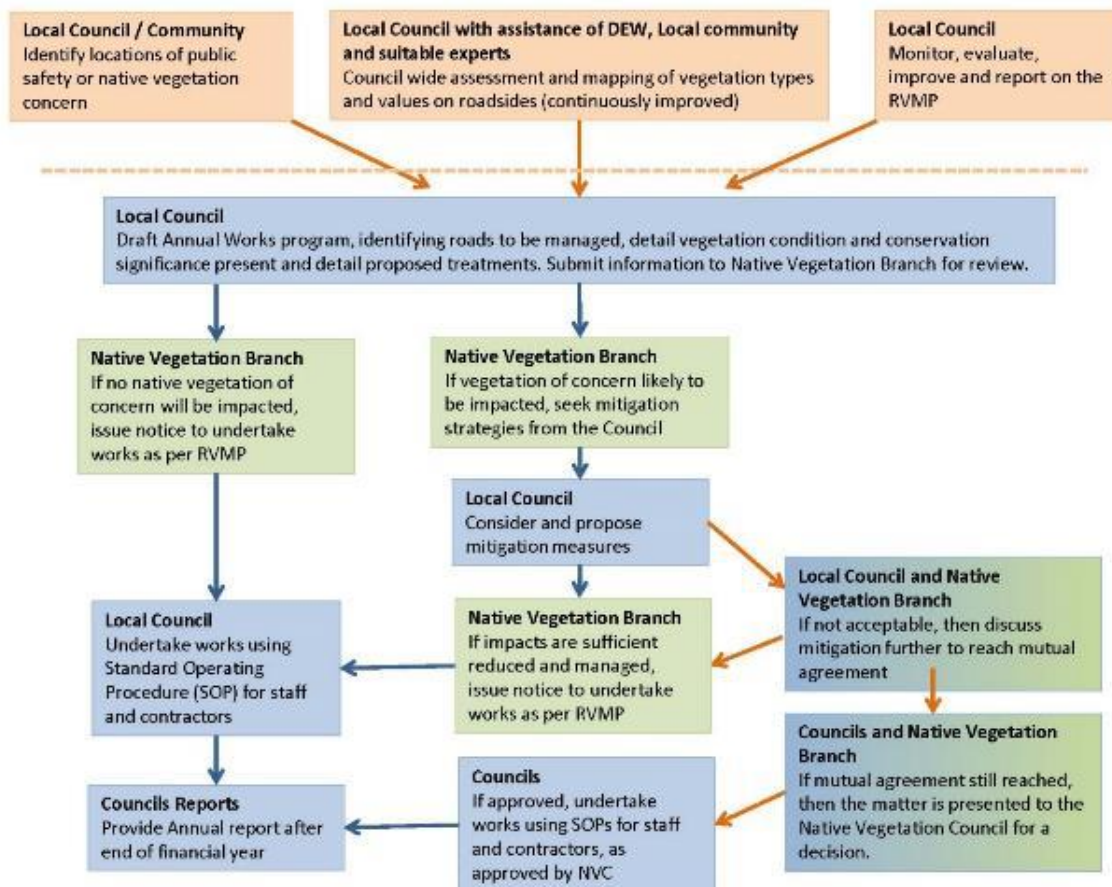 Local Council / Community
Identify locations of public
safety or native vegetation
concern
Local Council with assistance of DEW, Local community
and suitable experts
Council wide assessment and mapping of vegetation types
and values on roadsides (continuously improved)
Local Council
Monitor, evaluate,
improve and report on the
RVMP
Local Council
Draft Annual Works program, identifying roads to be managed, detail vegetation condition and conservation
significance present and detail proposed treatments. Submit information to Native Vegetation Branch for review.
Native Vegetation Branch
If no native vegetation of
concern will be impacted,
issue notice to undertake
works as per RVMP
Native Vegetation Branch
If vegetation of concern likely to
be impacted, seek mitigation
strategies from the Council
Local Council
Consider and propose
mitigation measures
Local Council and Native
Vegetation Branch
If not acceptable, then discuss
mitigation further to reach mutual
agreement
Local Council
Undertake works using
Standard Operating
Procedure (SOP) for staff
and contractors
Native Vegetation Branch
If impacts are sufficient
reduced and managed,
issue notice to undertake
works as per RVMP
Councils and Native Vegetation
Branch
If mutual agreement still reached,
then the matter is presented to the
Native Vegetation Council for a
decision.
Councils Reports
Provide Annual report after
end of financial year
Councils
If approved, undertake
works using SOPs for staff
and contractors, as
approved by NVC